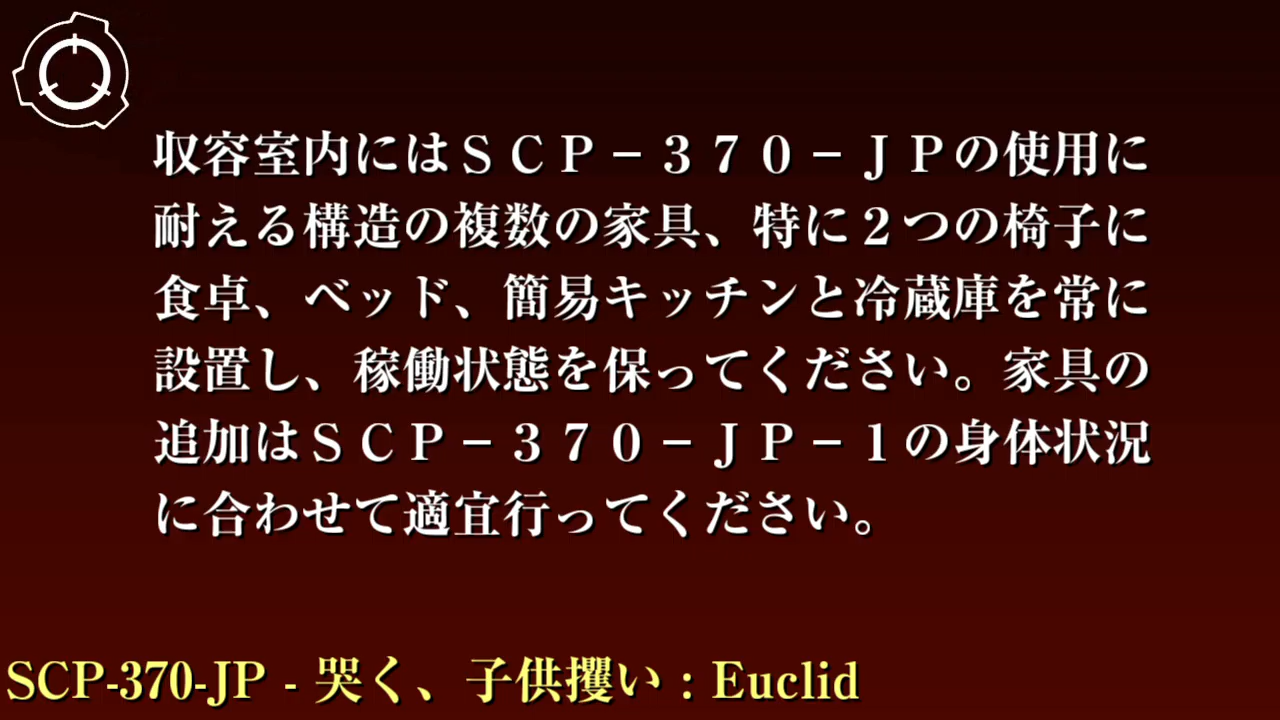 収容室内にはＳＣＰ－３７０－ＪＰの使用に
耐える構造の複数の家具、特に２つの椅子に
食卓、ベッド、簡易キッチンと冷蔵庫を常に
設置し、稼働状態を保ってください。家具の
追加はＳＣＰ－３７０－ＪＰ－１の身体状況
に合わせて適宜行ってください。
SCP-370-JP - 哭く、子供攫い : Euclid